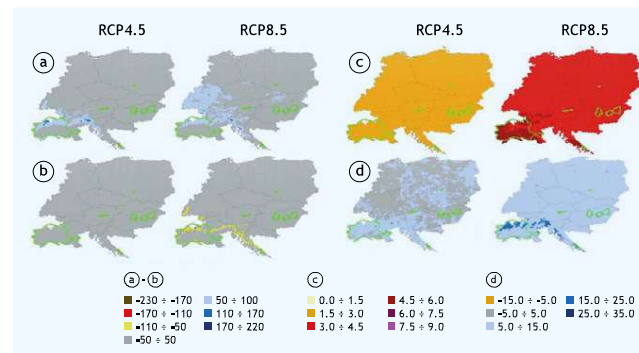 RCP4.5 RCP8.5 RCP4.5 RCP8.5
a c
b d
a - b c d
-230 ÷ -170 50 ÷ 100 0.0 ÷ 1.5 4.5 ÷ 6.0 -15.0 ÷ -5.0 15.0 ÷ 25.0
-170 ÷ -110 110 ÷ 170 1.5 ÷ 3.0 6.0 ÷ 7.5 -5.0 ÷ 5.0 25.0 ÷ 35.0
-110 ÷ -50 170 ÷ 220 3.0 ÷ 4.5 7.5 ÷ 9.0 5.0 ÷ 15.0
-50 ÷ 50